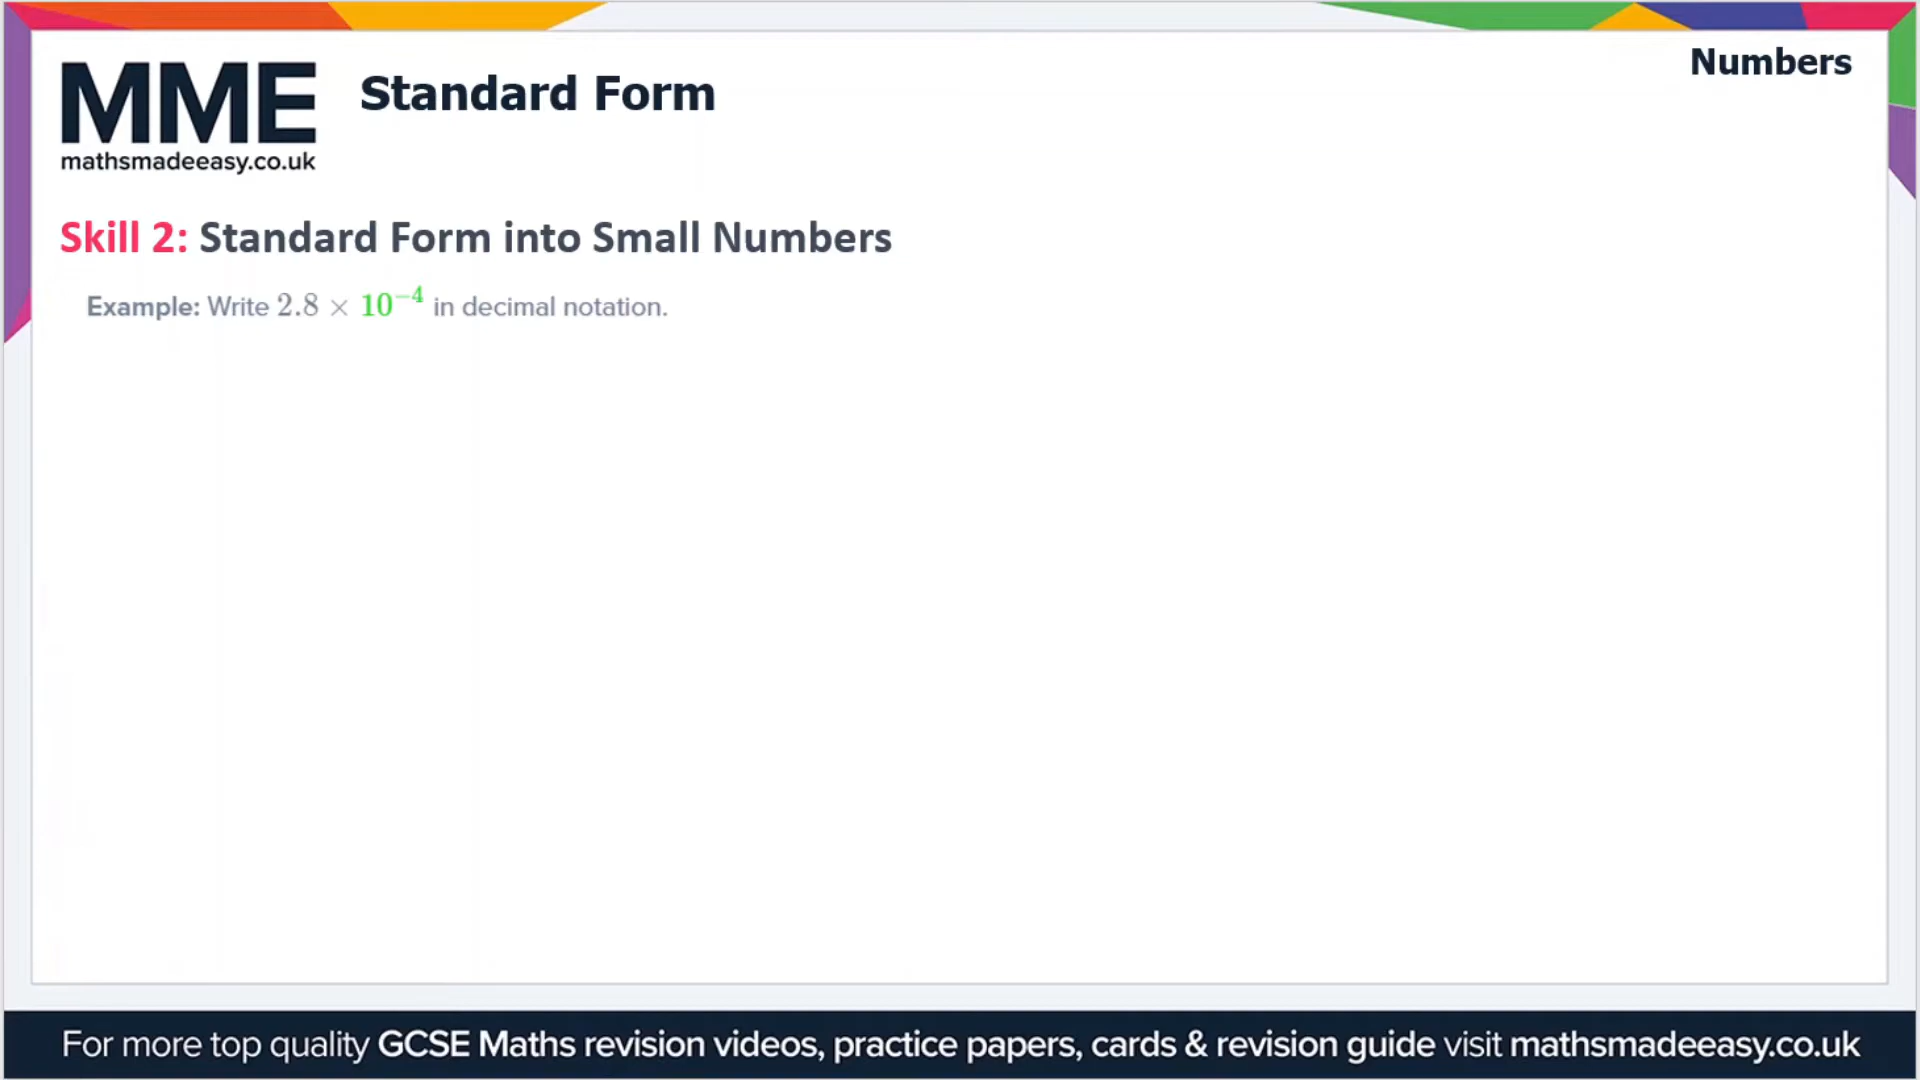 Numbers
MME
Standard Form
mathsmadeeasy.co.uk
Skill 2: Standard Form into Small Numbers
Example: Write 2.8 × 10⁻⁴ in decimal notation.
For more top quality GCSE Maths revision videos, practice papers, cards & revision guide visit mathsmadeeasy.co.uk